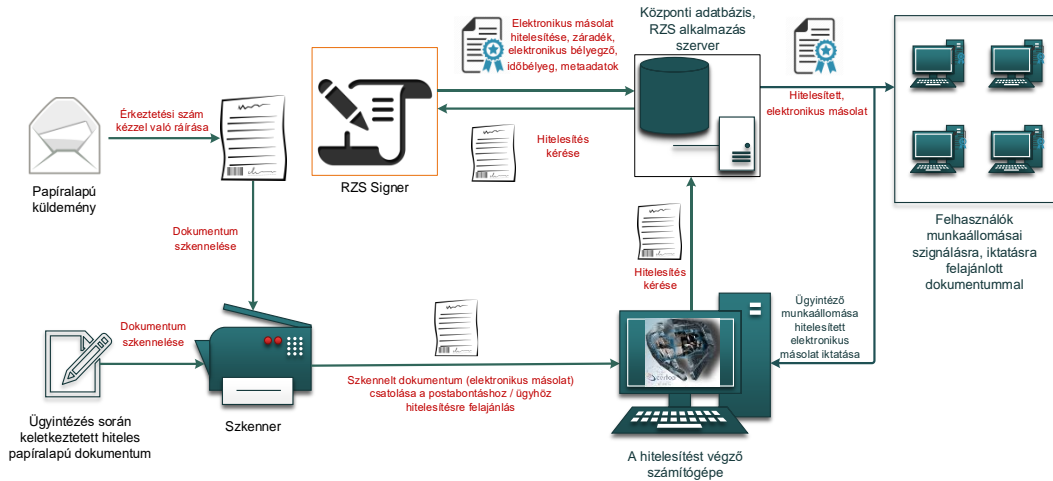 Elektronikus másolat
hitelesítése, záradék,
elektronikus bélyegző,
időbélyeg, metaadatok
Központi adatbázis,
RZS alkalmazás
szerver
Érkeztetési szám
kézzel való ráírása
Hitelesített,
elektronikus másolat
Hitelesítés
kérése
Papíralapú
küldemény
RZS Signer
Felhasználók
munkaállomásai
szignálásra, iktatásra
felajánlott
dokumentummal
Dokumentum
szkennelése
Hitelesítés
kérése
Ügyintéző
munkaállomása
hitelesített
elektronikus
másolat iktatása
Dokumentum
szkennelése
Szkennelt dokumentum (elektronikus másolat)
csatolása a postabontáshoz / ügyhöz
hitelesítésre felajánlás
Ügyintézés során
keletkeztetett hiteles
papíralapú dokumentum
Szkenner
A hitelesítést végző
számítógépe